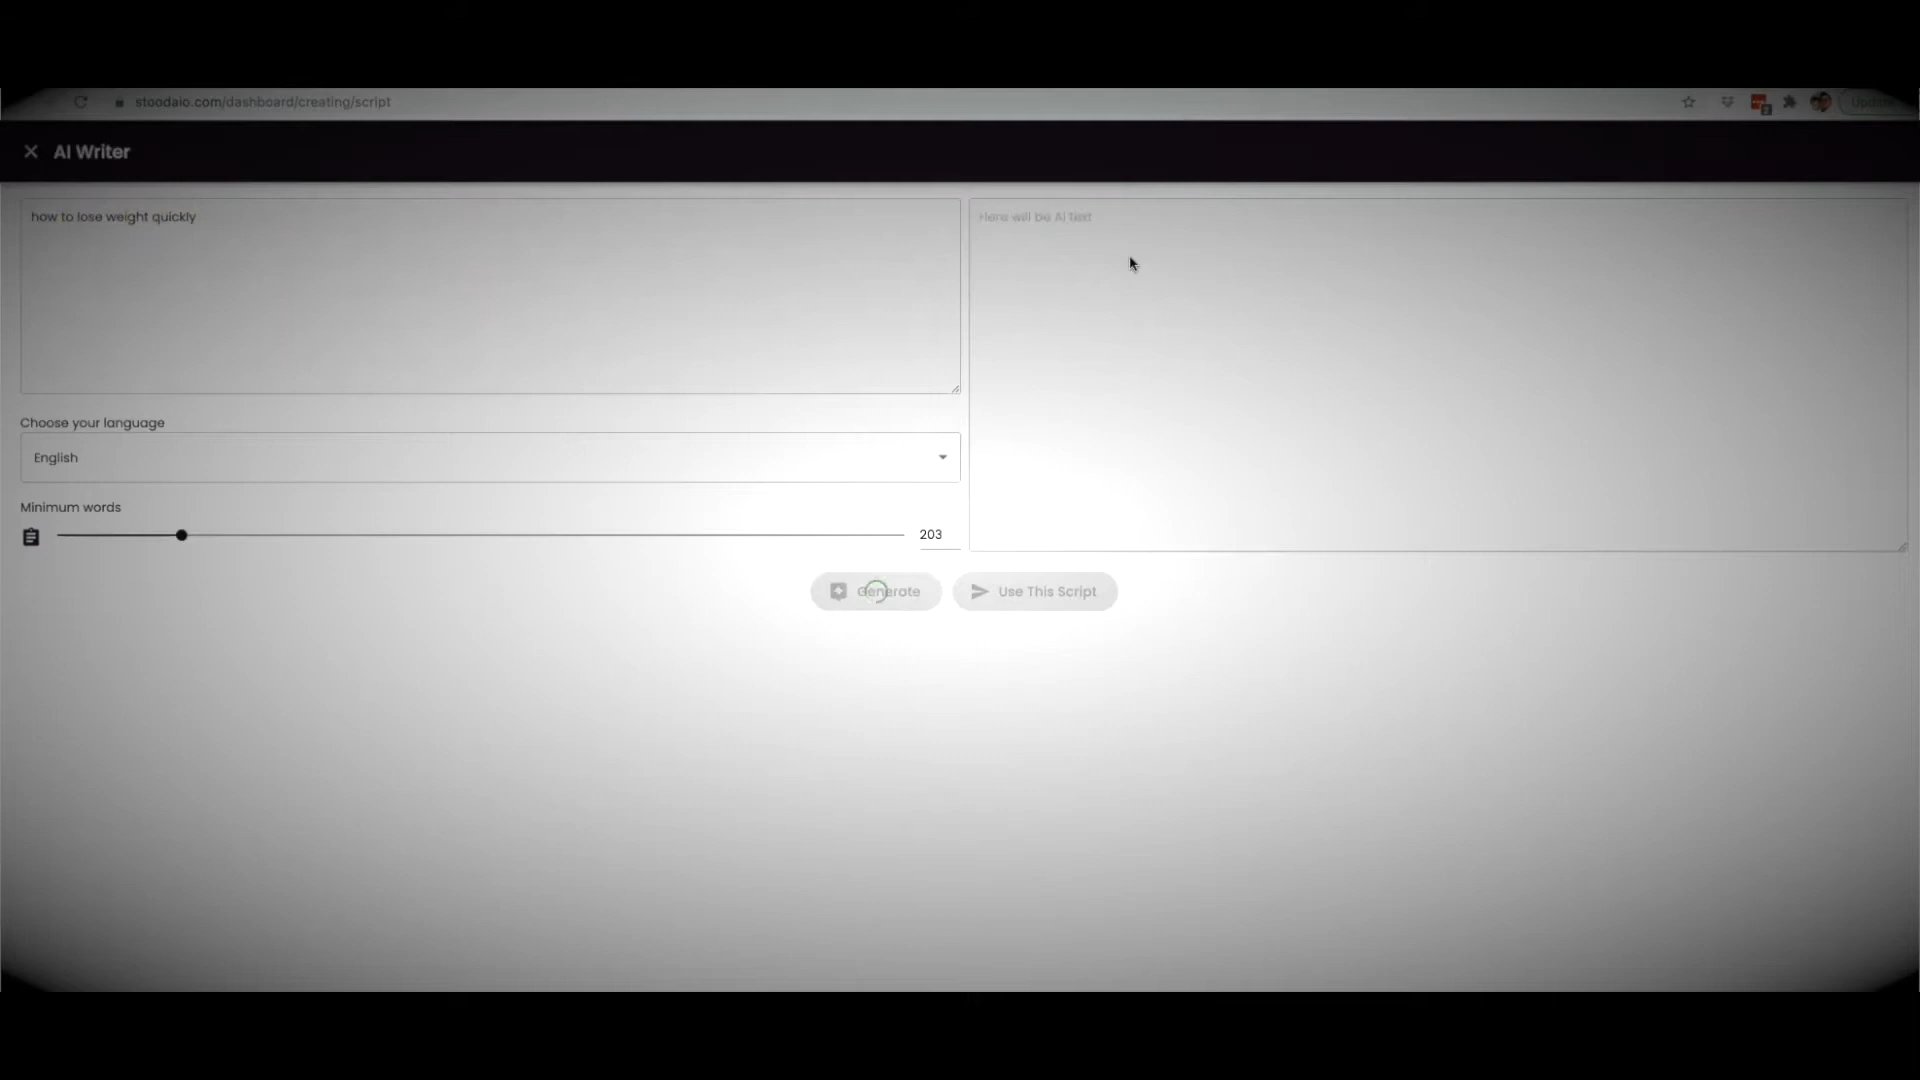 stoodaio.com/dashboard/creating/script
AI Writer
how to lose weight quickly
Here will be AI text
Choose your language
English
Minimum words
203
Generate
Use This Script